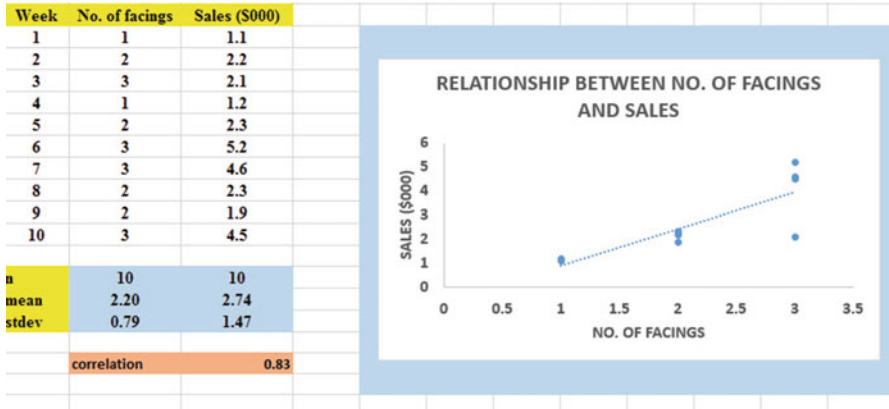 Week No. of facings Sales ($000)
1 1 1.1
2 2 2.2
3 3 2.1
4 1 1.2
5 2 2.3
6 3 5.2
7 3 4.6
8 2 2.3
9 2 1.9
10 3 4.5
n 10 10
mean 2.20 2.74
stdev 0.79 1.47
correlation 0.83
RELATIONSHIP BETWEEN NO. OF FACINGS
AND SALES
SALES ($000)
6
5
4
3
2
1
0
0 0.5 1 1.5 2 2.5 3 3.5
NO. OF FACINGS